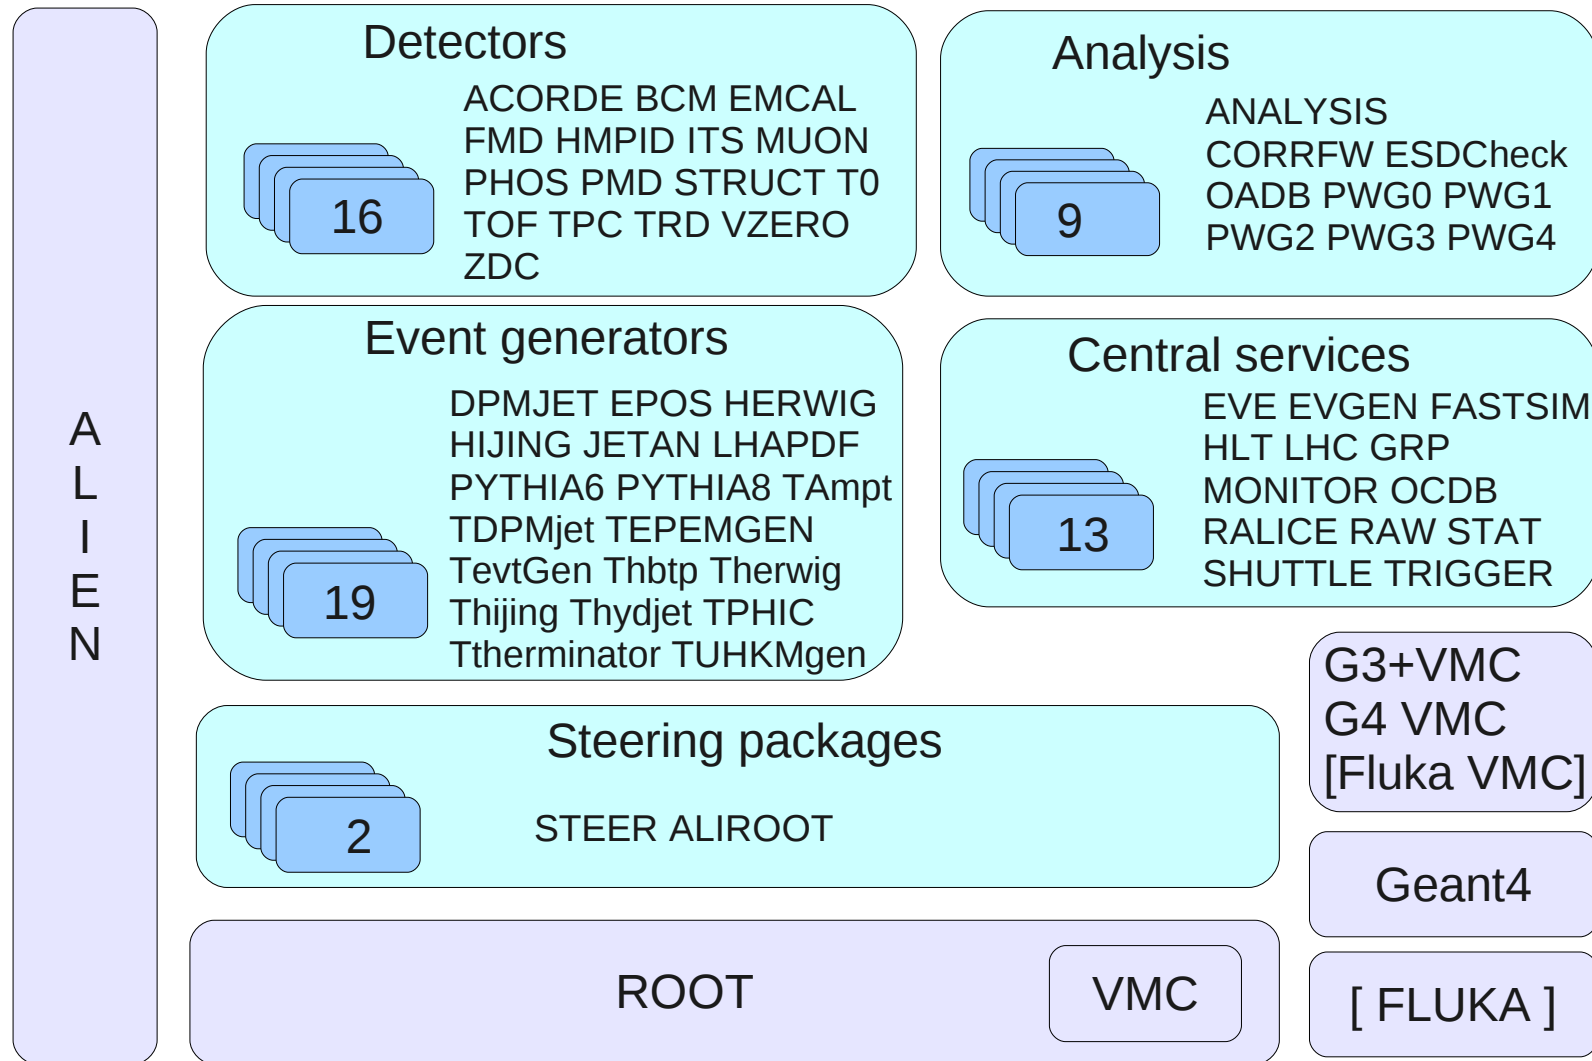 A
L
I
E
N
Detectors
16
ACORDE BCM EMCAL
FMD HMPID ITS MUON
PHOS PMD STRUCT T0
TOF TPC TRD VZERO
ZDC
Analysis
9
ANALYSIS
CORRFW ESDCheck
OADB PWG0 PWG1
PWG2 PWG3 PWG4
Event generators
19
DPMJET EPOS HERWIG
HIJING JETAN LHAPDF
PYTHIA6 PYTHIA8 TAmpt
TDPMjet TEPEMGEN
TevtGen Thbtp Therwig
Thijing Thydjet TPHIC
Ttherminator TUHKMgen
Central services
13
EVE EVGEN FASTSIM
HLT LHC GRP
MONITOR OCDB
RALICE RAW STAT
SHUTTLE TRIGGER
Steering packages
2
STEER ALIROOT
G3+VMC
G4 VMC
[Fluka VMC]
Geant4
ROOT
VMC
[ FLUKA ]